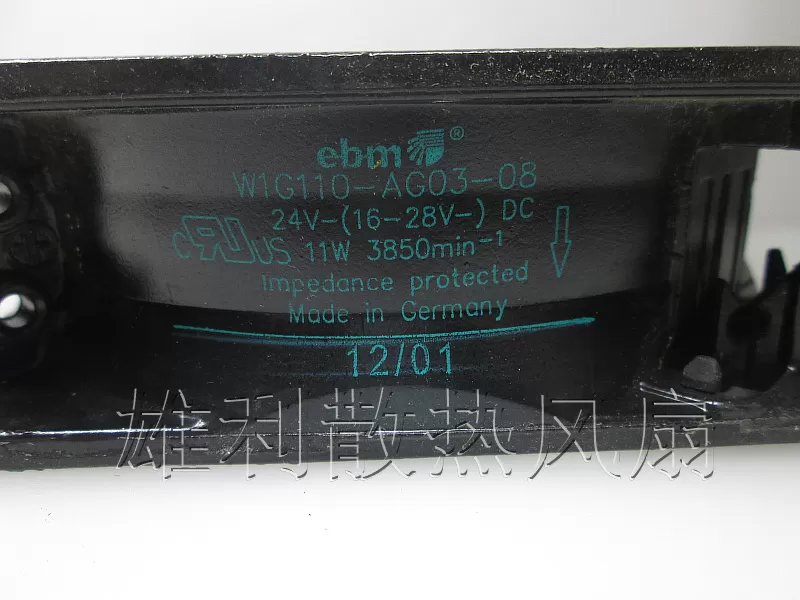 ebm®
W1G110-AG03-08
24V-(16-28V-) DC
cRUus 11W 3850min-1
Impedance protected
Made in Germany
12/01
雄利散热风扇